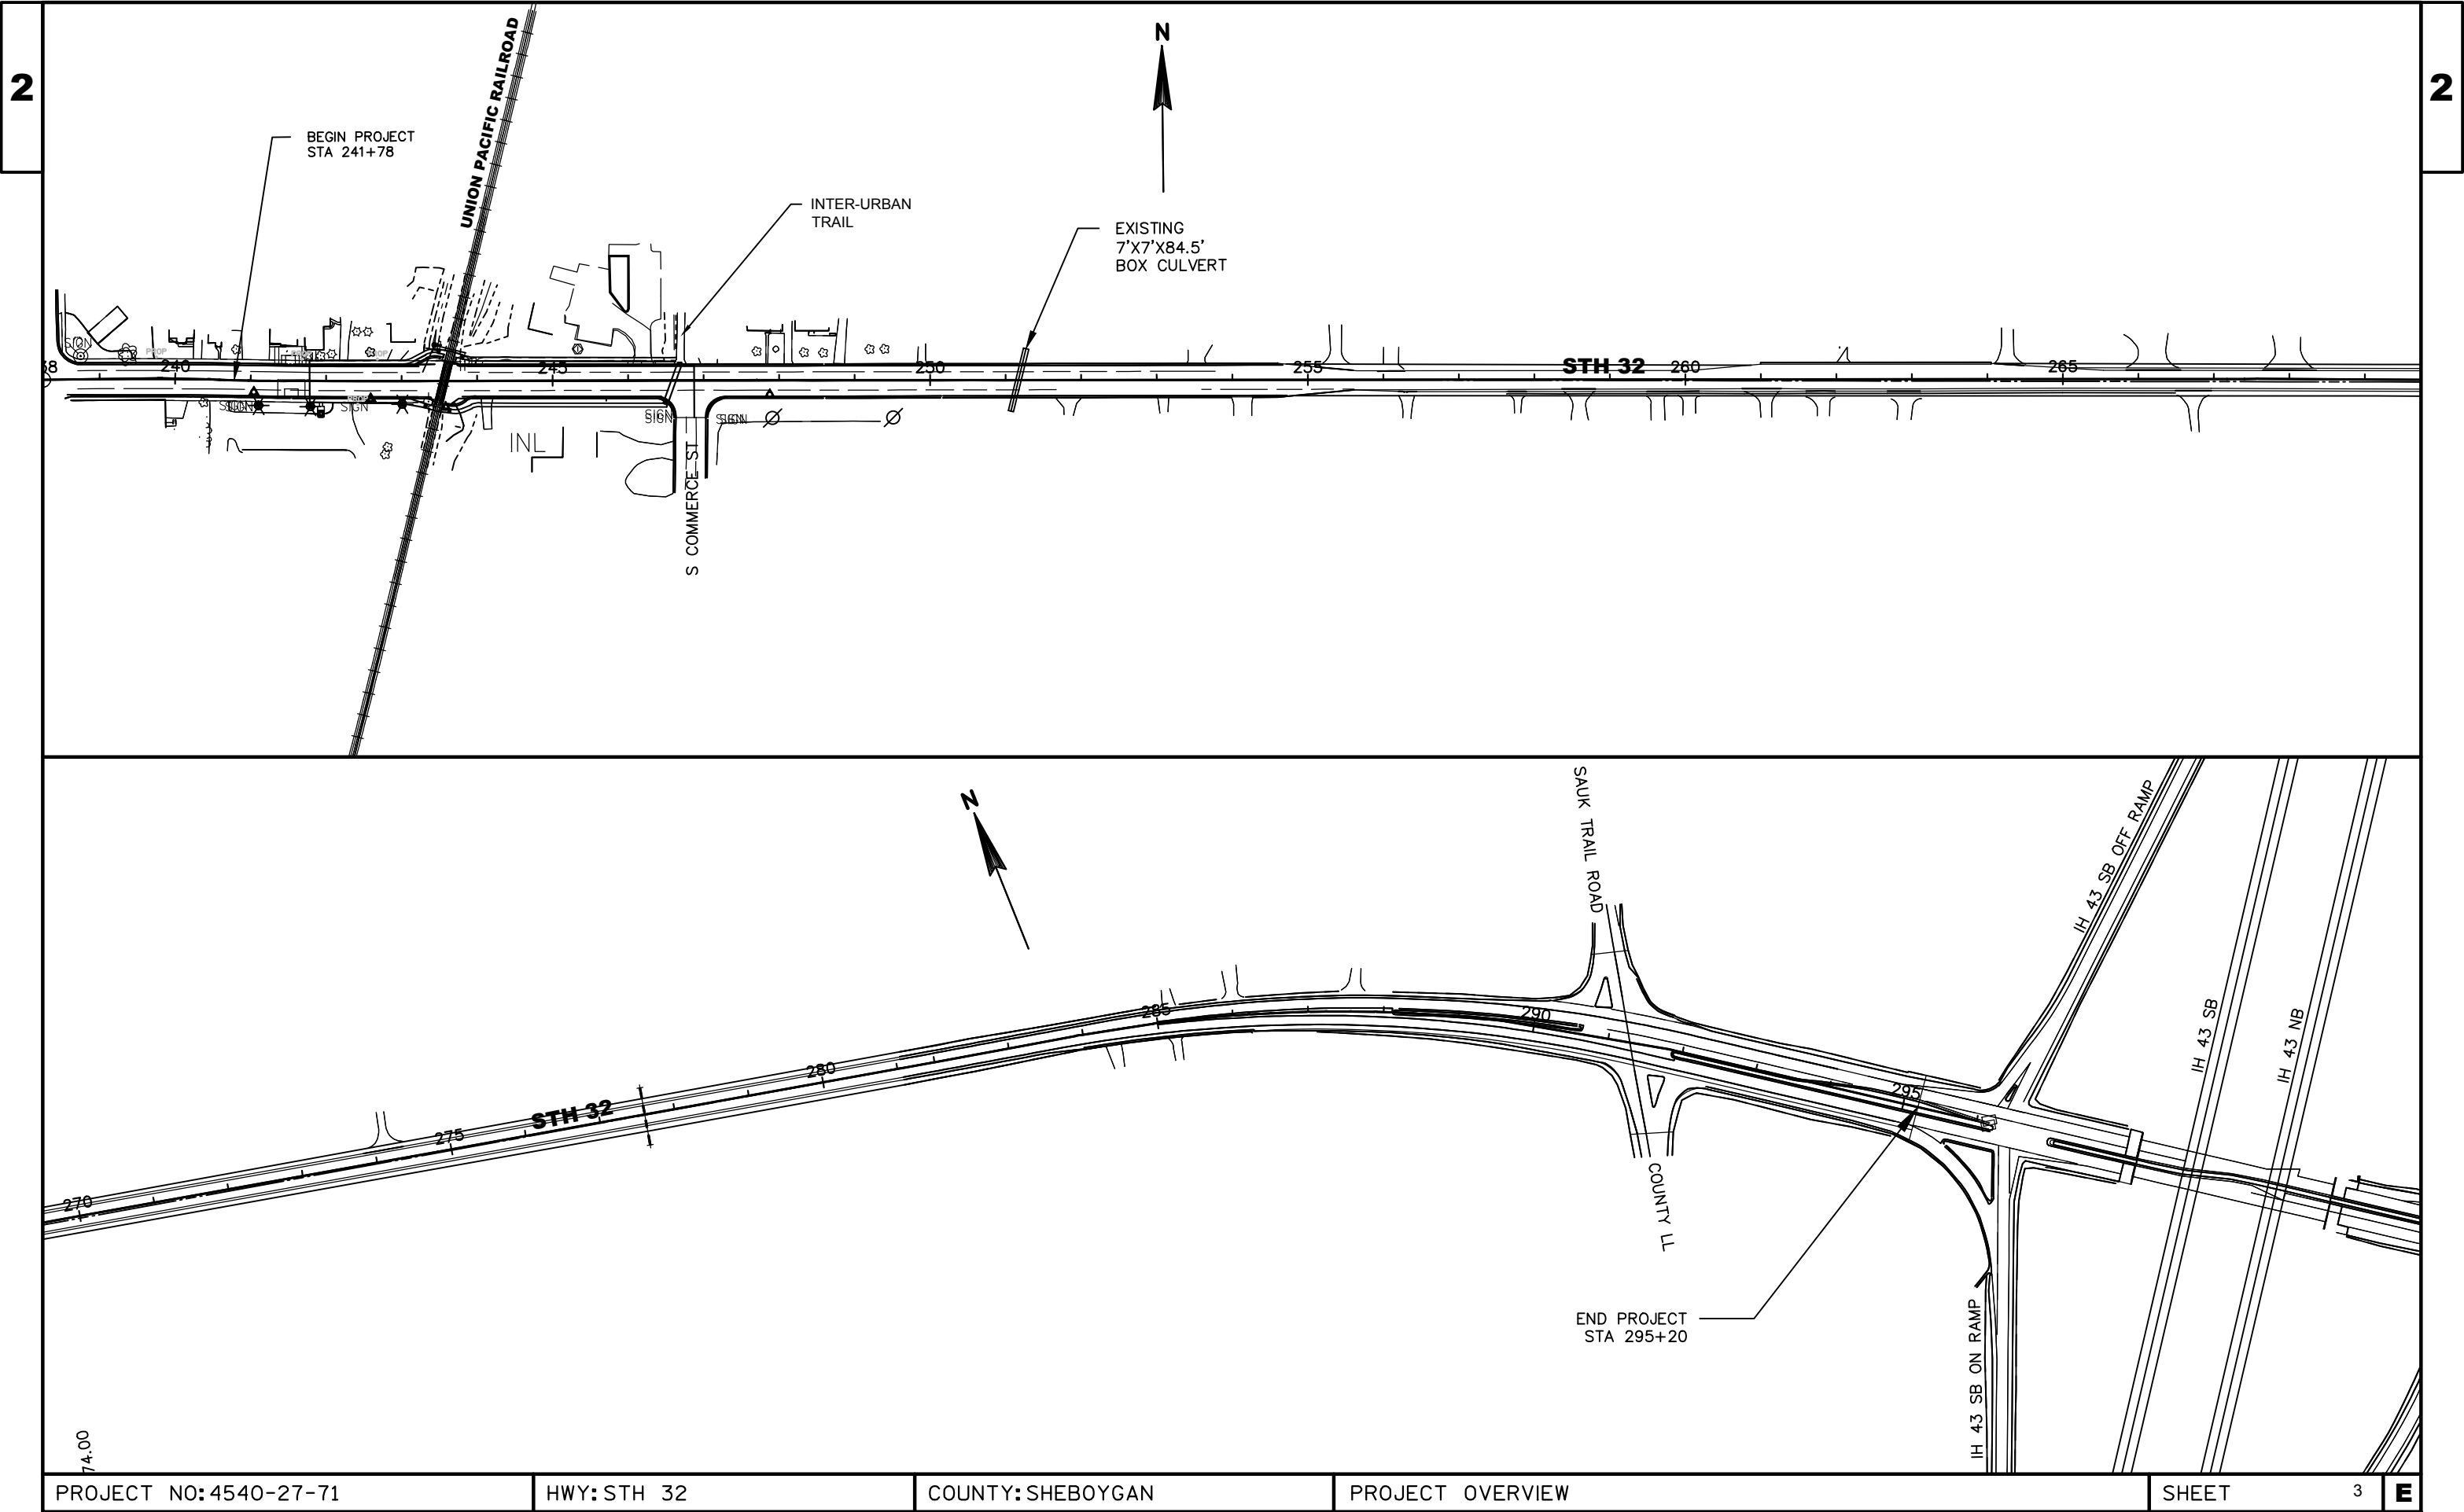 2
2
N
UNION PACIFIC RAILROAD
BEGIN PROJECT
STA 241+78
INTER-URBAN
TRAIL
EXISTING
7'X7'X84.5'
BOX CULVERT
SIGN
PROP
240
245
250
255
STH 32
260
265
SIGN
SIGN
SIGN
INL
S COMMERCE ST
N
SAUK TRAIL ROAD
IH 43 SB OFF RAMP
IH 43 SB
IH 43 NB
270
275
STH 32
280
285
290
295
COUNTY LL
END PROJECT
STA 295+20
IH 43 SB ON RAMP
74.00
PROJECT NO:4540-27-71
HWY:STH 32
COUNTY:SHEBOYGAN
PROJECT OVERVIEW
SHEET 3
E